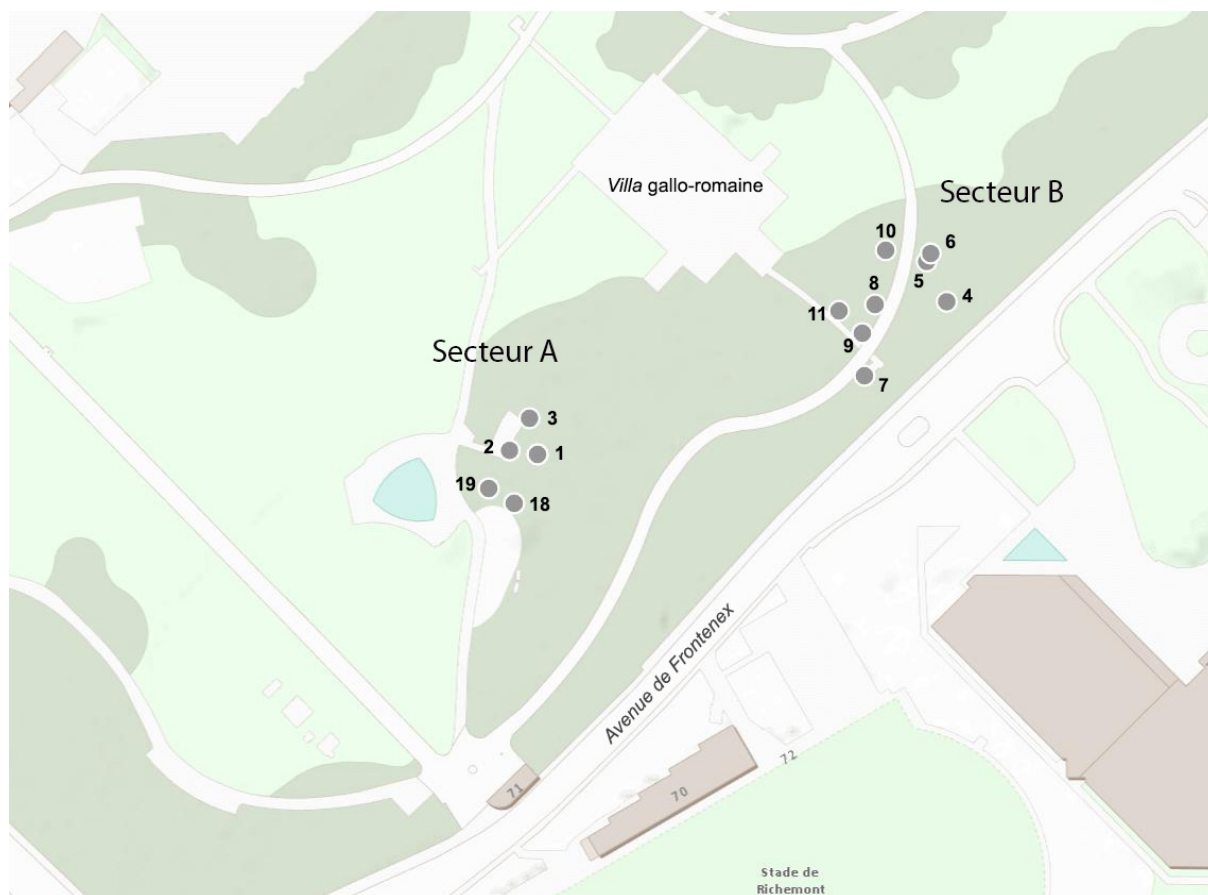 Villa gallo-romaine
Secteur B
10
6
5
8
4
11
9
7
Secteur A
3
2
1
19
18
Avenue de Frontenex
72
70
71
Stade de
Richemont